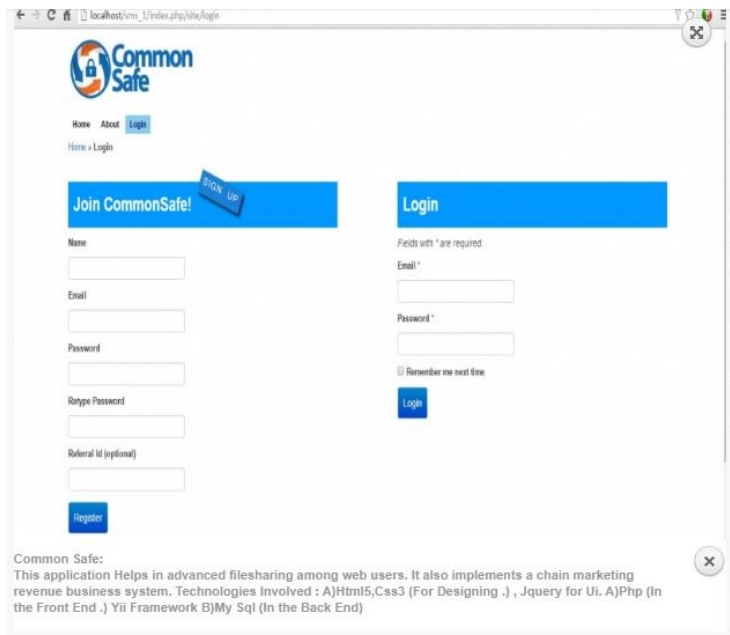 localhost/sms_1/index.php/site/login
Common
Safe
Home About Login
Home » Login
Join CommonSafe!
SIGN UP
Name
Email
Password
Retype Password
Referral Id (optional)
Register
Login
Fields with * are required.
Email *
Password *
Remember me next time
Login
Common Safe:
This application Helps in advanced filesharing among web users. It also implements a chain marketing
revenue business system. Technologies Involved : A)Html5,Css3 (For Designing .) , Jquery for Ui. A)Php (In
the Front End .) Yii Framework B)My Sql (In the Back End)